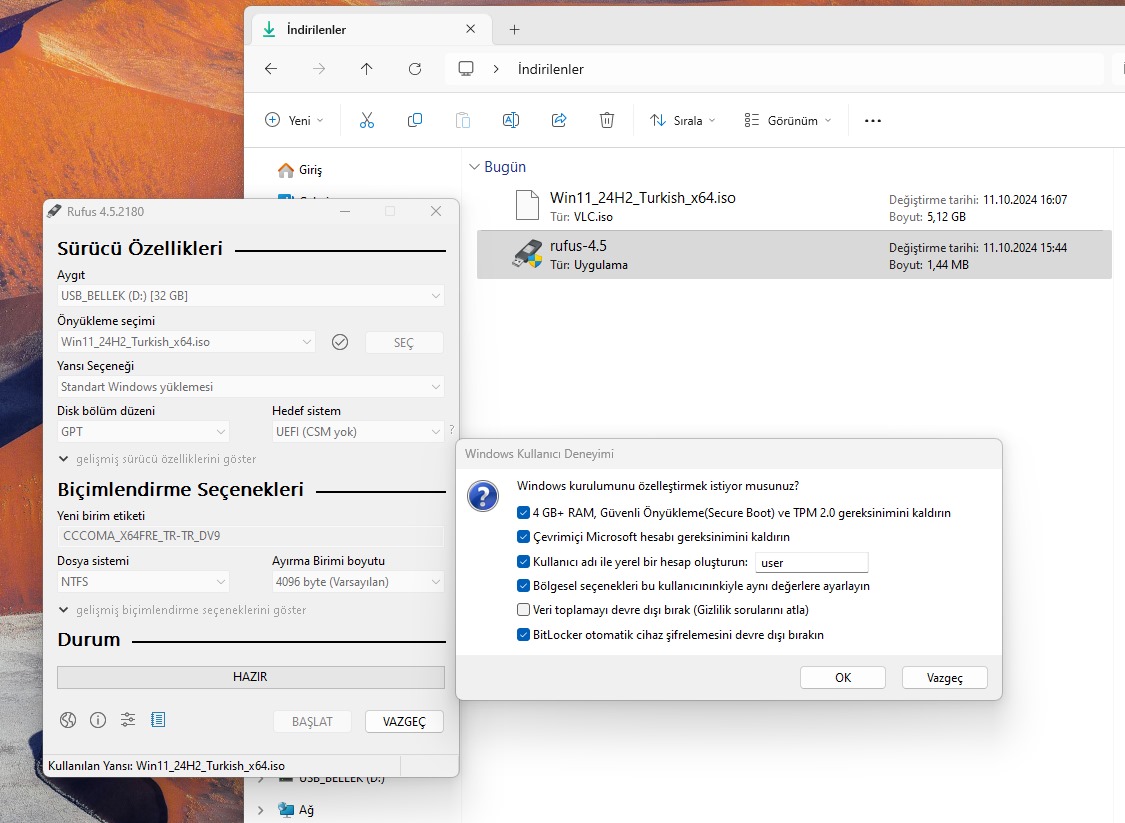 İndirilenler
İndirilenler
Yeni
Sırala
Görünüm
Giriş
Bugün
Win11_24H2_Turkish_x64.iso
Tür: VLC.iso
Değiştirme tarihi: 11.10.2024 16:07
Boyut: 5,12 GB
rufus-4.5
Tür: Uygulama
Değiştirme tarihi: 11.10.2024 15:44
Boyut: 1,44 MB
Rufus 4.5.2180
Sürücü Özellikleri
Aygıt
USB_BELLEK (D:) [32 GB]
Önyükleme seçimi
Win11_24H2_Turkish_x64.iso
SEÇ
Yansı Seçeneği
Standart Windows yüklemesi
Disk bölüm düzeni
Hedef sistem
GPT
UEFI (CSM yok)
?
gelişmiş sürücü özelliklerini göster
Biçimlendirme Seçenekleri
Yeni birim etiketi
CCCOMA_X64FRE_TR-TR_DV9
Dosya sistemi
Ayırma Birimi boyutu
NTFS
4096 byte (Varsayılan)
gelişmiş biçimlendirme seçeneklerini göster
Durum
HAZIR
BAŞLAT
VAZGEÇ
Kullanılan Yansı: Win11_24H2_Turkish_x64.iso
Windows Kullanıcı Deneyimi
Windows kurulumunu özelleştirmek istiyor musunuz?
4 GB+ RAM, Güvenli Önyükleme(Secure Boot) ve TPM 2.0 gereksinimini kaldırın
Çevrimiçi Microsoft hesabı gereksinimini kaldırın
Kullanıcı adı ile yerel bir hesap oluşturun: user
Bölgesel seçenekleri bu kullanıcınınkiyle aynı değerlere ayarlayın
Veri toplamayı devre dışı bırak (Gizlilik sorularını atla)
BitLocker otomatik cihaz şifrelemesini devre dışı bırakın
OK
Vazgeç
USB_BELLEK (D:)
Ağ